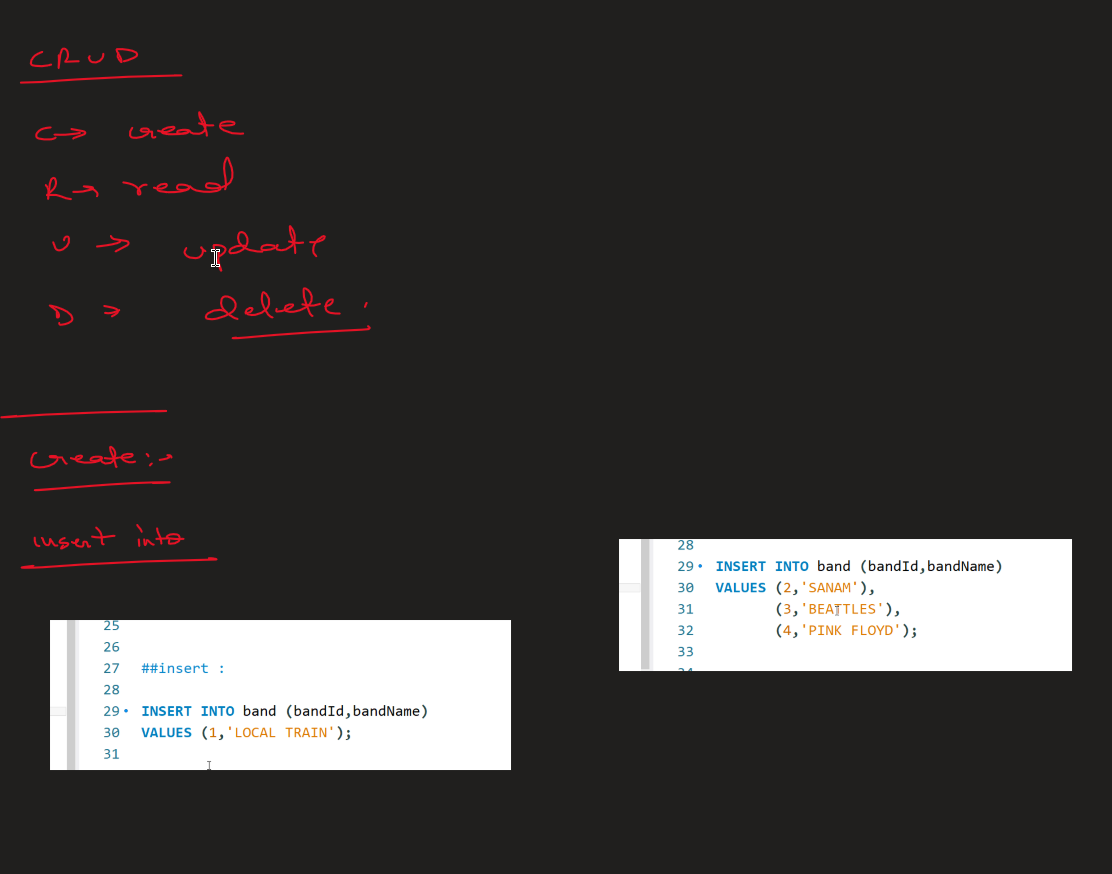 CRUD
C → create
R → read
U → update
D → delete .
create :-
insert into
25
26
27 ##insert :
28
29 INSERT INTO band (bandId,bandName)
30 VALUES (1,'LOCAL TRAIN');
31
28
29 INSERT INTO band (bandId,bandName)
30 VALUES (2,'SANAM'),
31 (3,'BEATTLES'),
32 (4,'PINK FLOYD');
33